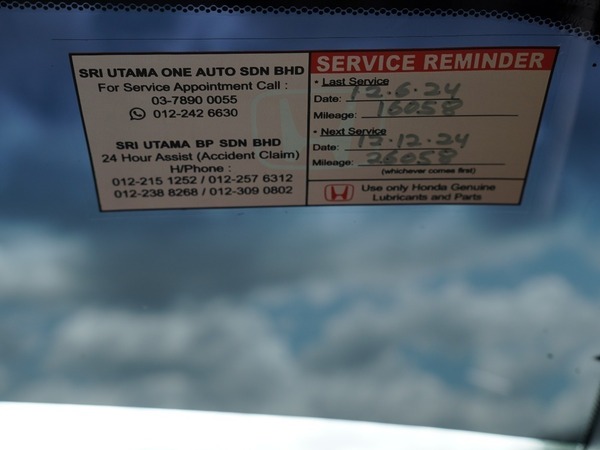 SRI UTAMA ONE AUTO SDN BHD
For Service Appointment Call :
03-7890 0055
012-242 6630
SRI UTAMA BP SDN BHD
24 Hour Assist (Accident Claim)
H/Phone :
012-215 1252 / 012-257 6312
012-238 8268 / 012-309 0802
SERVICE REMINDER
• Last Service
Date: 12.6.24
Mileage: 16058
• Next Service
Date: 12.12.24
Mileage: 26058
(whichever comes first)
Use only Honda Genuine
Lubricants and Parts